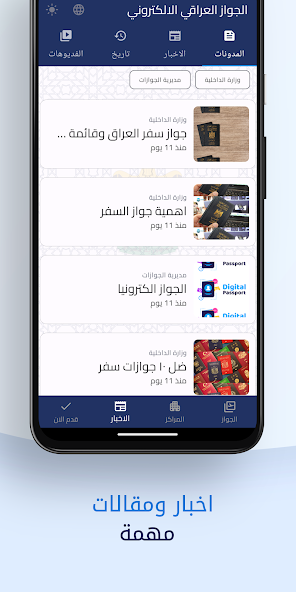 الجواز العراقي الالكتروني
المدونات
الاخبار
تاريخ
الفديوهات
وزارة الداخلية
مديرية الجوازات
وزارة الداخلية
جواز سفر العراق وقائمة ...
منذ 11 يوم
وزارة الداخلية
اهمية جواز السفر
منذ 11 يوم
مديرية الجوازات
الجواز الكترونيا
منذ 11 يوم
Passport
Digital
Passport
Digital
وزارة الداخلية
ضل ١٠ جوازات سفر
منذ 11 يوم
الجواز
المراكز
الاخبار
قدم الان
اخبار ومقالات
مهمة